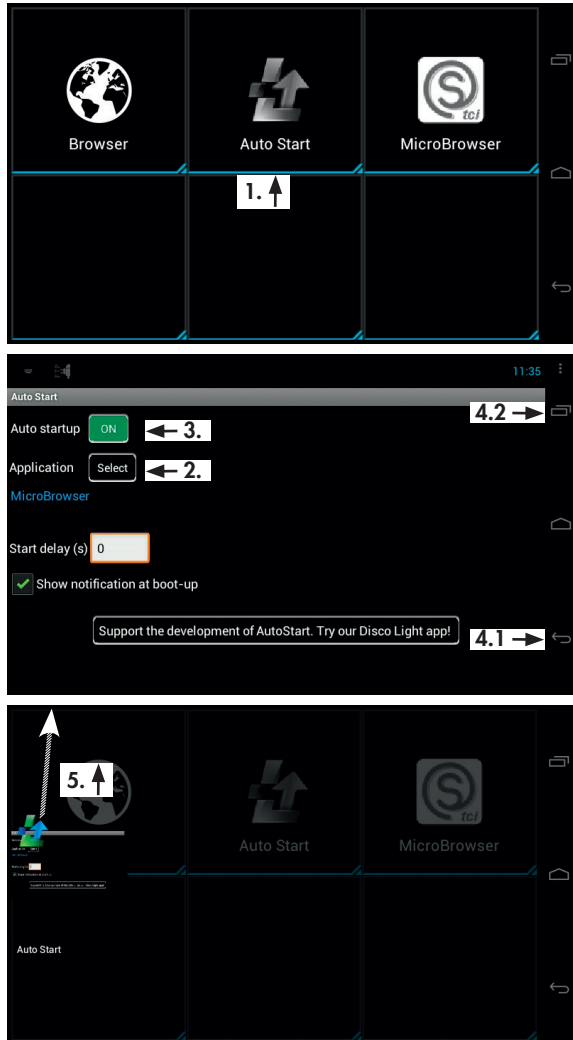 Browser
Auto Start
MicroBrowser
tci
1.
11:35
Auto Start
4.2
Auto startup
ON
3.
Application
Select
2.
MicroBrowser
Start delay (s)
0
Show notification at boot-up
Support the development of AutoStart. Try our Disco Light app!
4.1
5.
tci
Auto Start
MicroBrowser
Auto Start